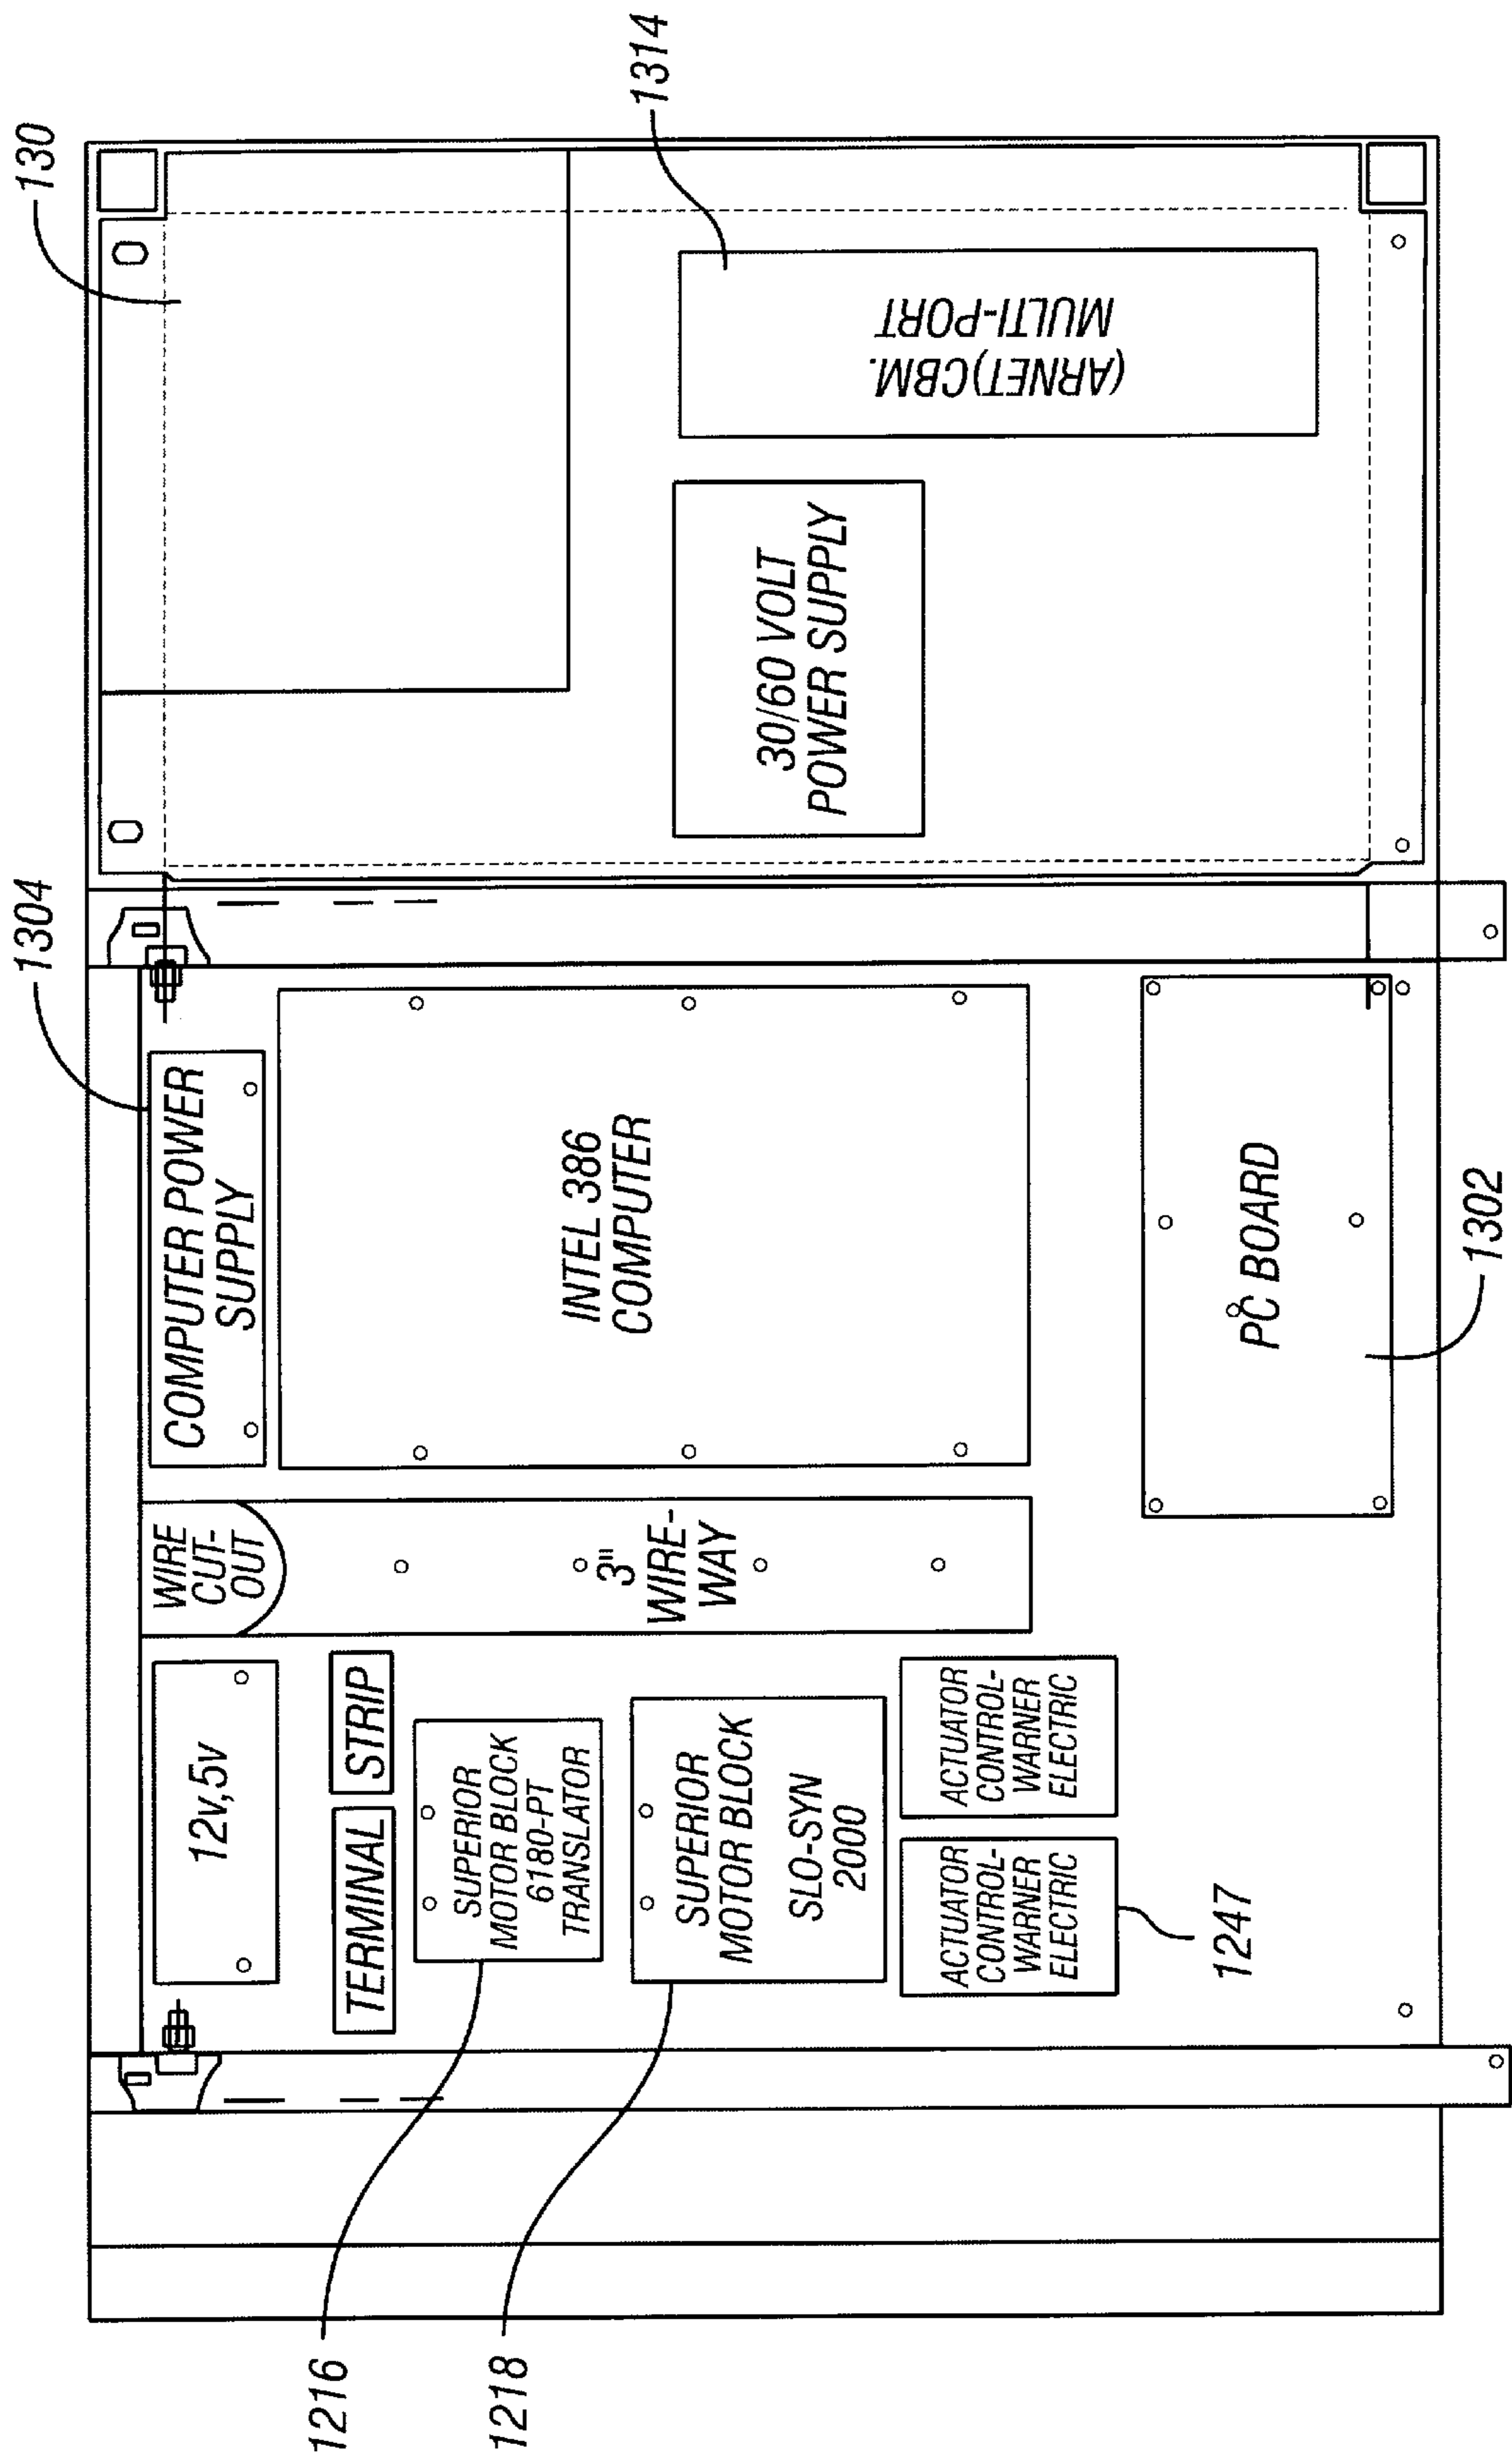 1304
130
1314
COMPUTER POWER
SUPPLY
WIRE
CUT-
OUT
12v,5v
TERMINAL
STRIP
SUPERIOR
MOTOR BLOCK
6180-PT
TRANSLATOR
SUPERIOR
MOTOR BLOCK
SLO-SYN
2000
ACTUATOR
CONTROL-
WARNER
ELECTRIC
ACTUATOR
CONTROL-
WARNER
ELECTRIC
3"
WIRE-
WAY
INTEL 386
COMPUTER
PC BOARD
30/60 VOLT
POWER SUPPLY
(ARNET)CBM.
MULTI-PORT
1216
1218
1247
1302